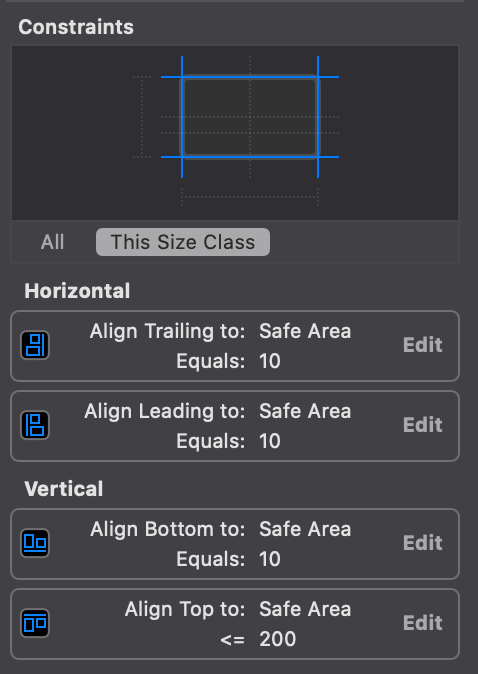 Constraints
All This Size Class
Horizontal
Align Trailing to: Safe Area
Equals: 10
Edit
Align Leading to: Safe Area
Equals: 10
Edit
Vertical
Align Bottom to: Safe Area
Equals: 10
Edit
Align Top to: Safe Area
<= 200
Edit